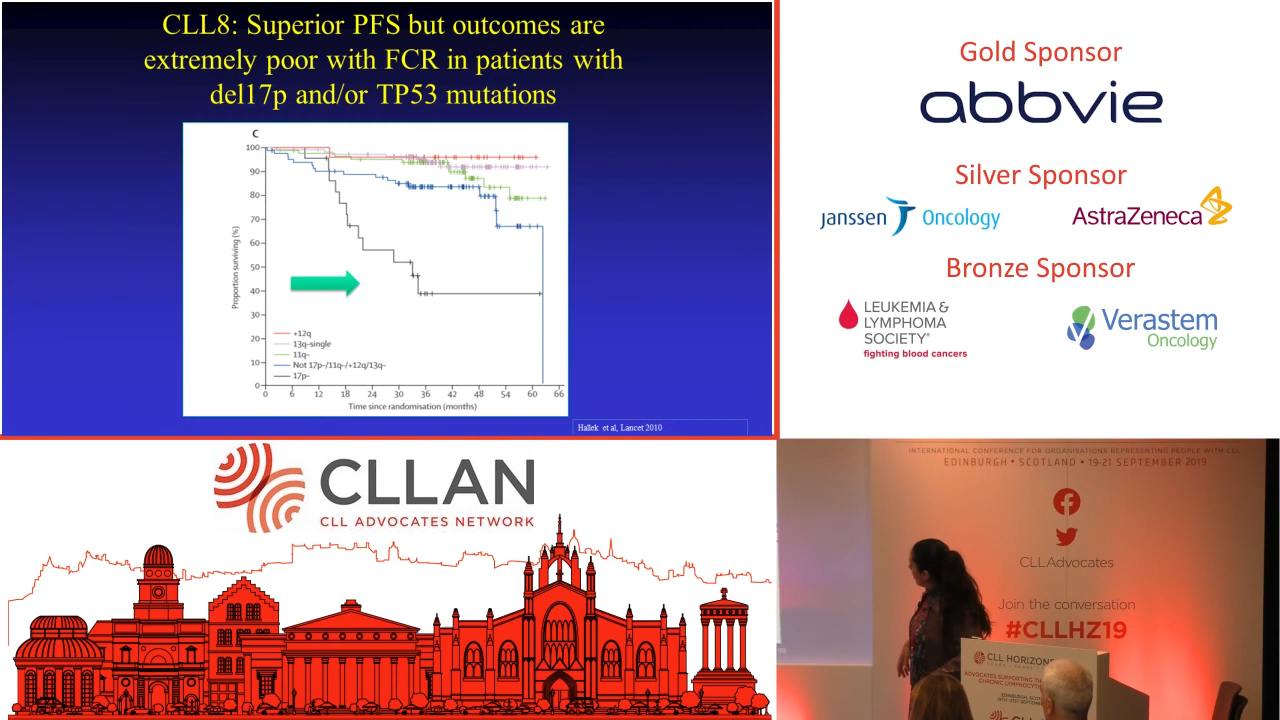 CLL8: Superior PFS but outcomes are
extremely poor with FCR in patients with
del17p and/or TP53 mutations
C
Proportion surviving (%)
100
90
80
70
60
50
40
30
20
10
0
+12q
13q–single
11q–
Not 17p–/11q–/+12q/13q–
17p–
0 6 12 18 24 30 36 42 48 54 60 66
Time since randomisation (months)
Hallek et al, Lancet 2010
Gold Sponsor
abbvie
Silver Sponsor
janssen Oncology
AstraZeneca
Bronze Sponsor
LEUKEMIA &
LYMPHOMA
SOCIETY®
fighting blood cancers
Verastem
Oncology
CLLAN
CLL ADVOCATES NETWORK
INTERNATIONAL CONFERENCE FOR ORGANISATIONS REPRESENTING PEOPLE WITH CLL
EDINBURGH • SCOTLAND • 19-21 SEPTEMBER 2019
CLLAdvocates
Join the conversation
#CLLHZ19
CLL HORIZONS
ADVOCATES SUPPORTING
CHRONIC